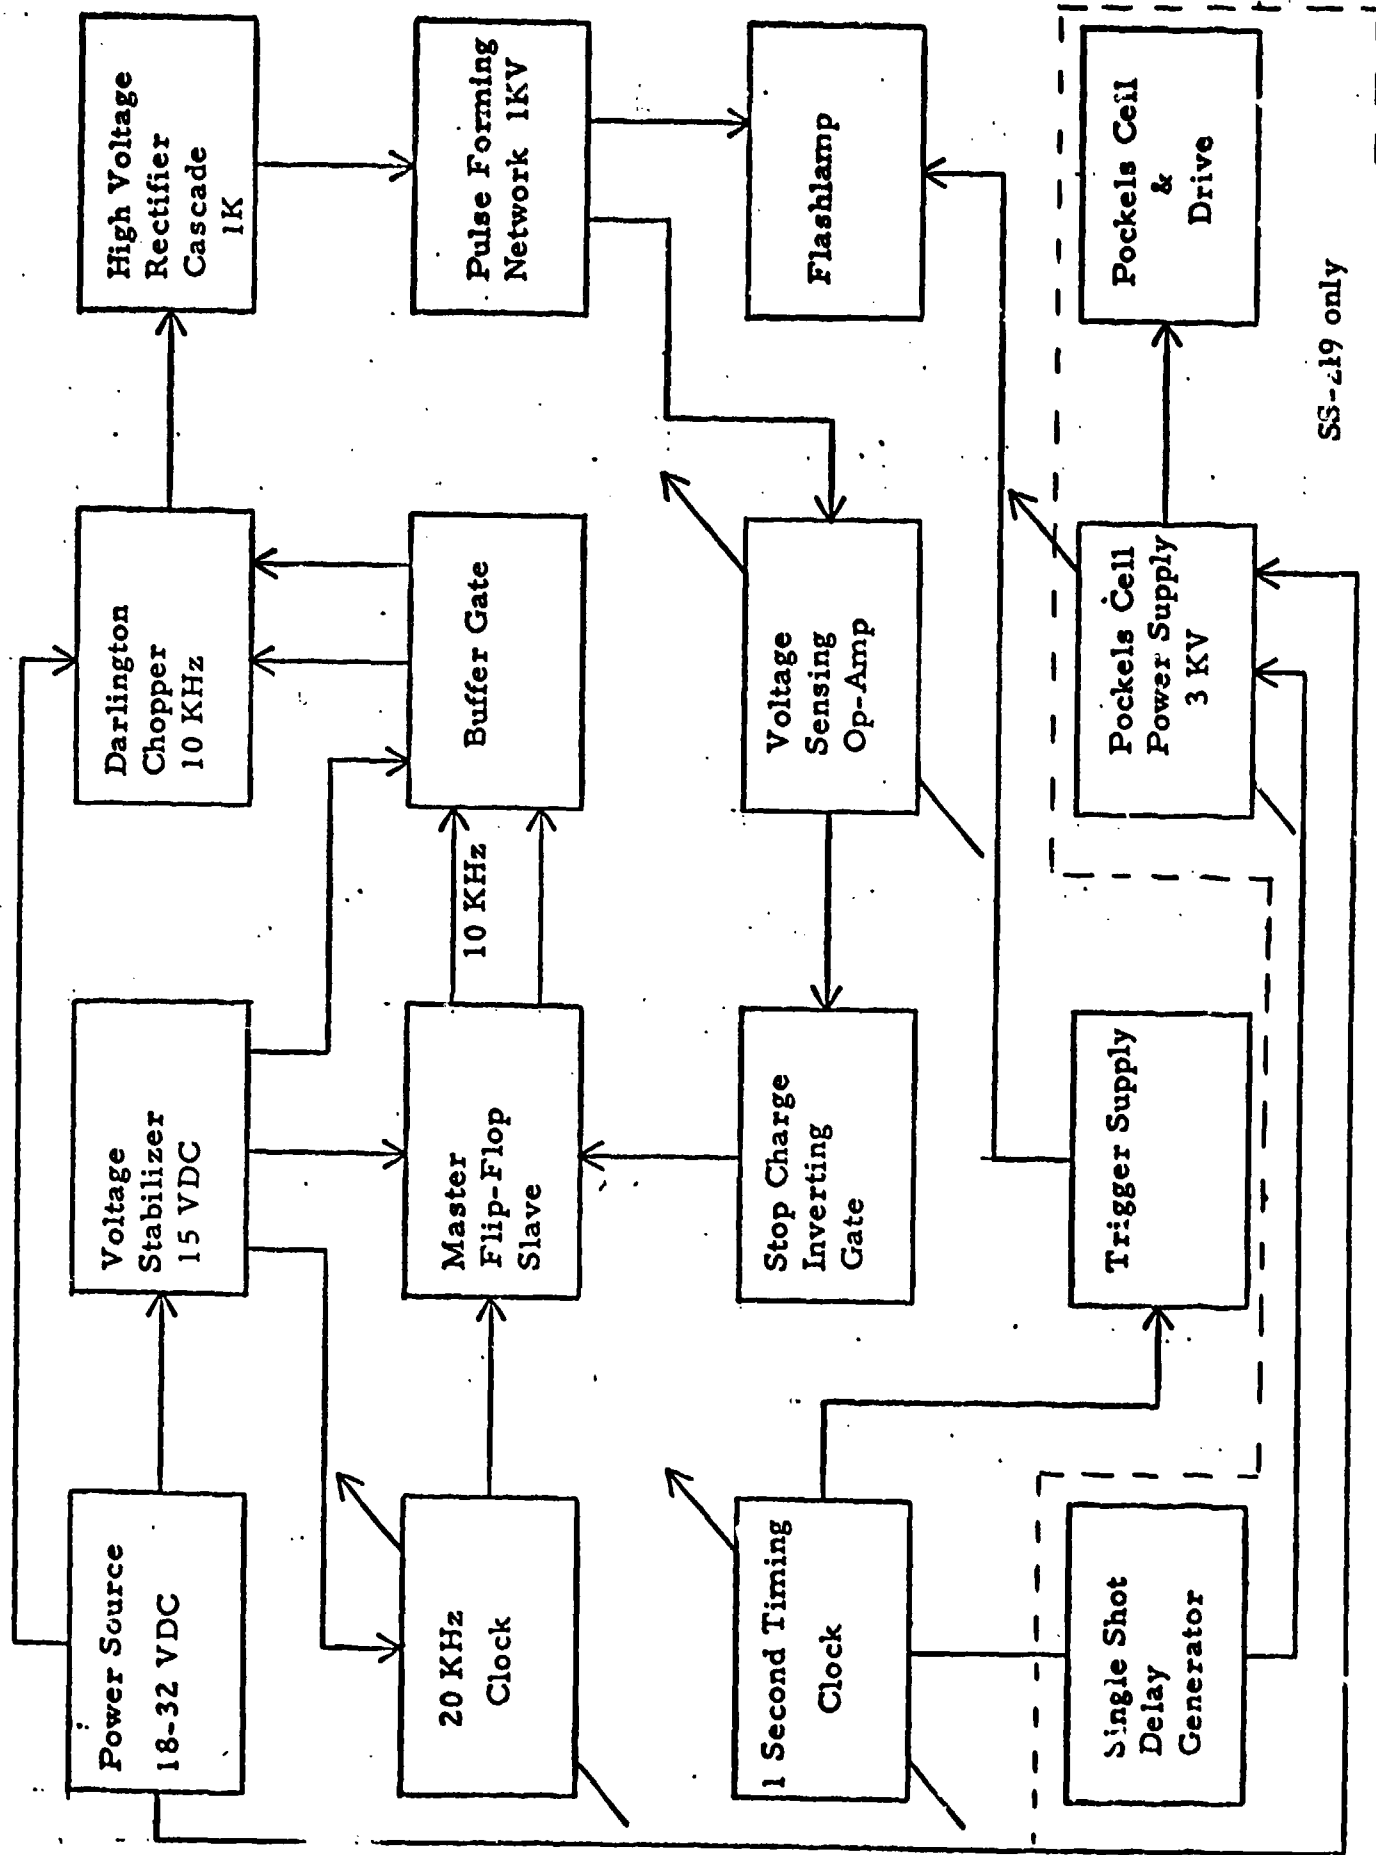 Power Source
18-32 VDC
Voltage
Stabilizer
15 VDC
Darlington
Chopper
10 KHz
High Voltage
Rectifier
Cascade
1K
20 KHz
Clock
Master
Flip-Flop
Slave
10 KHz
Buffer Gate
Pulse Forming
Network 1KV
1 Second Timing
Clock
Stop Charge
Inverting
Gate
Voltage
Sensing
Op-Amp
Flashlamp
Single Shot
Delay
Generator
Trigger Supply
Pockels Cell
Power Supply
3 KV
Pockels Cell
&
Drive
SS-219 only